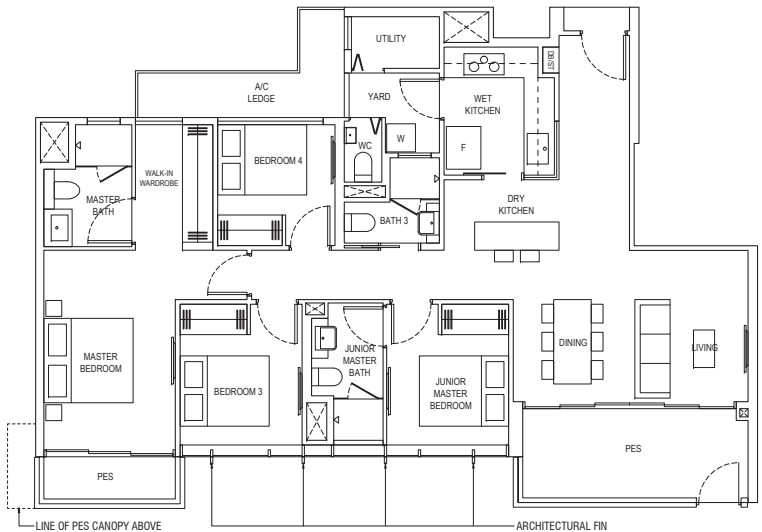 UTILITY
A/C
LEDGE
YARD
DB/ST
WET
KITCHEN
WC
W
F
BEDROOM 4
WALK-IN
WARDROBE
MASTER
BATH
BATH 3
DRY
KITCHEN
MASTER
BEDROOM
BEDROOM 3
JUNIOR
MASTER
BATH
JUNIOR
MASTER
BEDROOM
DINING
LIVING
PES
PES
LINE OF PES CANOPY ABOVE
ARCHITECTURAL FIN